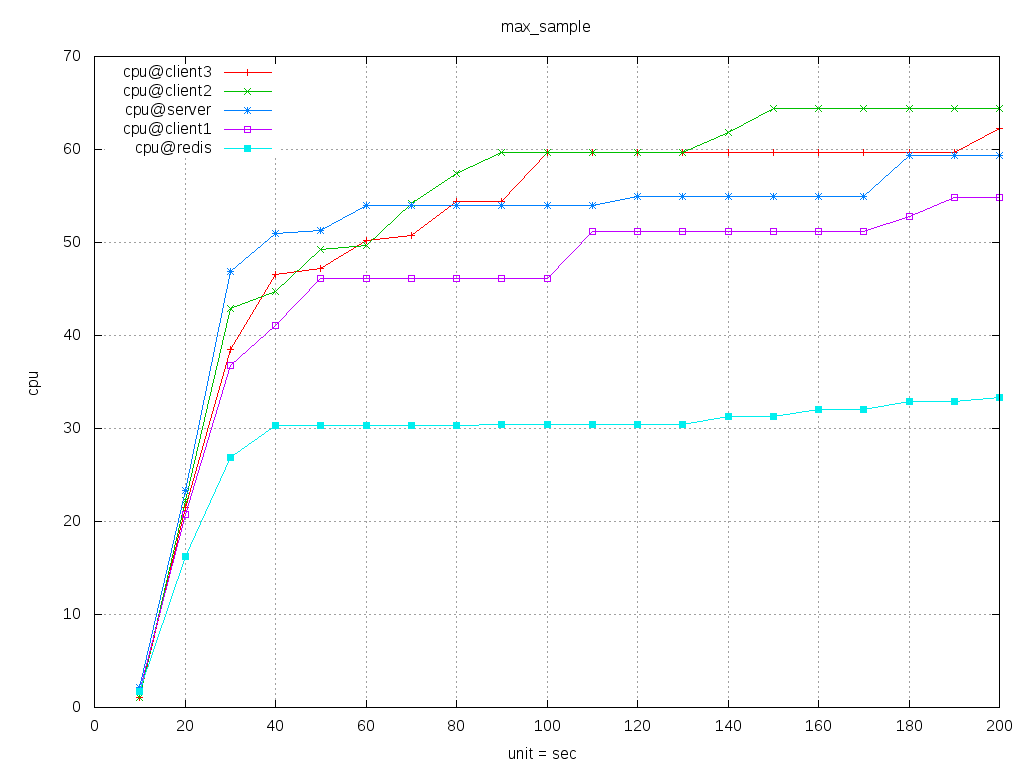 max_sample
70
60
50
40
30
20
10
0
cpu
cpu@client3
cpu@client2
cpu@server
cpu@client1
cpu@redis
0 20 40 60 80 100 120 140 160 180 200
unit = sec